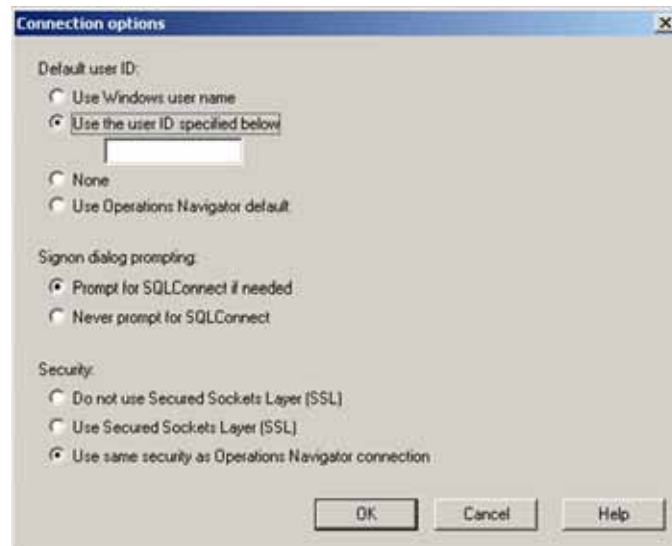 Connection options
Default user ID:
Use Windows user name
Use the user ID specified below
None
Use Operations Navigator default
Signon dialog prompting:
Prompt for SQLConnect if needed
Never prompt for SQLConnect
Security:
Do not use Secured Sockets Layer (SSL)
Use Secured Sockets Layer (SSL)
Use same security as Operations Navigator connection
OK Cancel Help